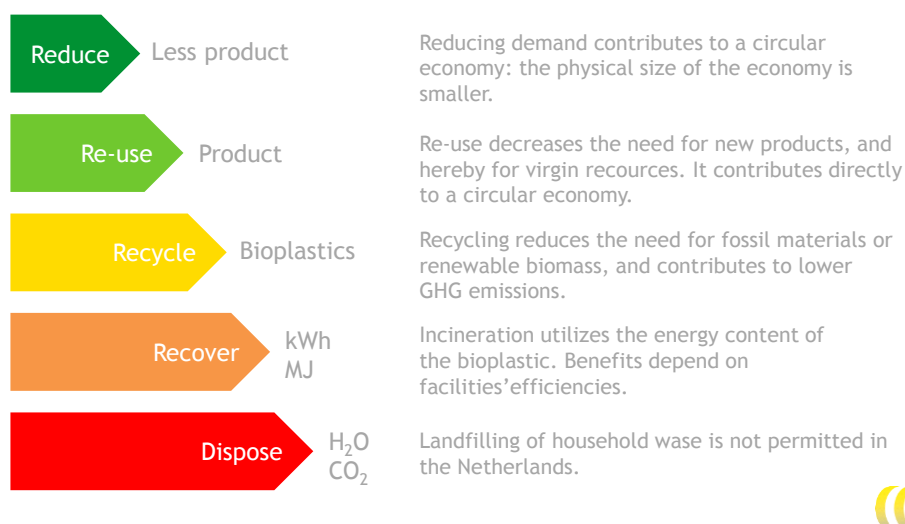 Reduce
Less product
Reducing demand contributes to a circular
economy: the physical size of the economy is
smaller.
Re-use
Product
Re-use decreases the need for new products, and
hereby for virgin recources. It contributes directly
to a circular economy.
Recycle
Bioplastics
Recycling reduces the need for fossil materials or
renewable biomass, and contributes to lower
GHG emissions.
Recover
kWh
MJ
Incineration utilizes the energy content of
the bioplastic. Benefits depend on
facilities’efficiencies.
Dispose
H₂O
CO₂
Landfilling of household wase is not permitted in
the Netherlands.